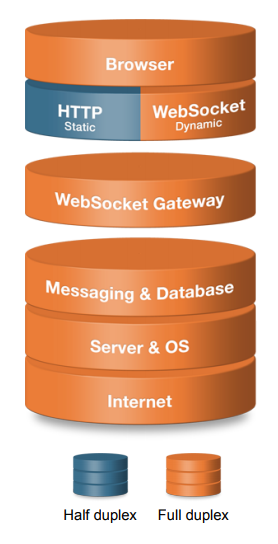 Browser
HTTP
Static
WebSocket
Dynamic
WebSocket Gateway
Messaging & Database
Server & OS
Internet
Half duplex
Full duplex